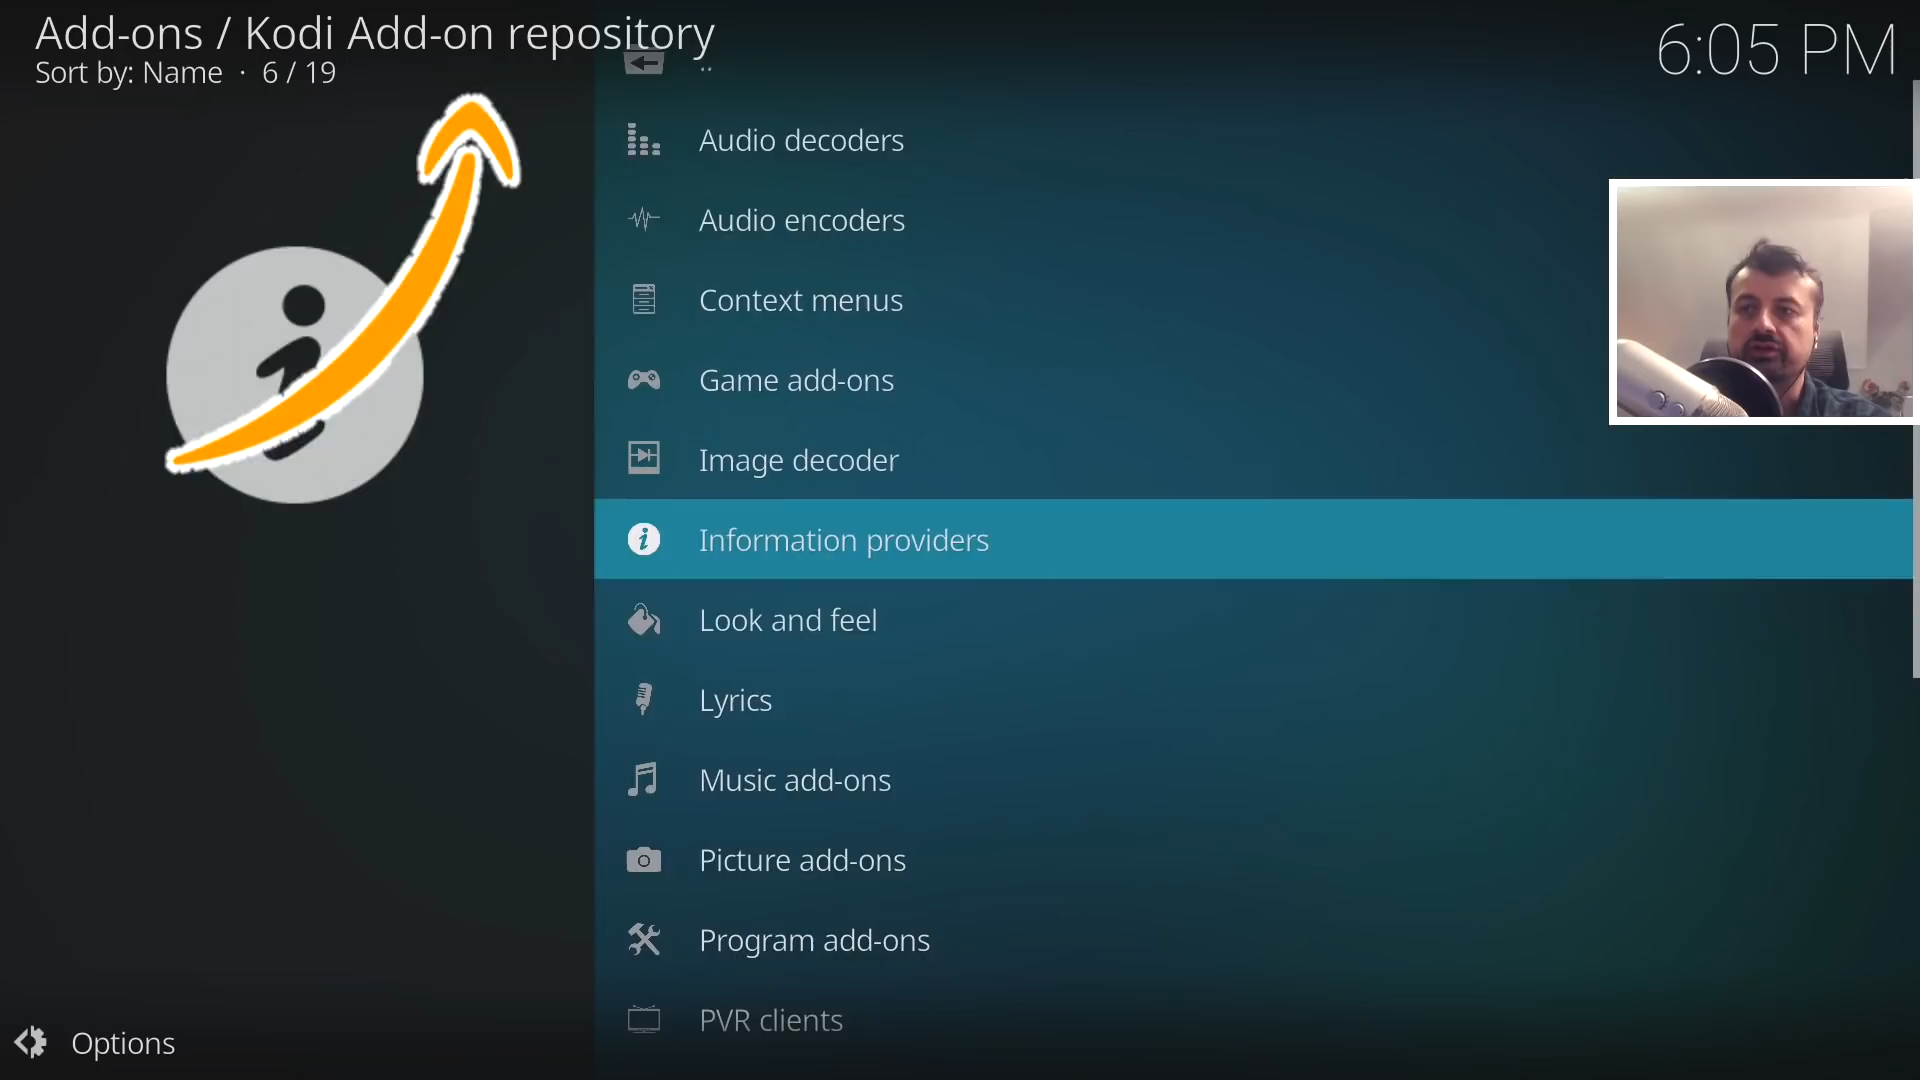 Add-ons / Kodi Add-on repository
Sort by: Name · 6 / 19
6:05 PM
..
Audio decoders
Audio encoders
Context menus
Game add-ons
Image decoder
Information providers
Look and feel
Lyrics
Music add-ons
Picture add-ons
Program add-ons
PVR clients
Options